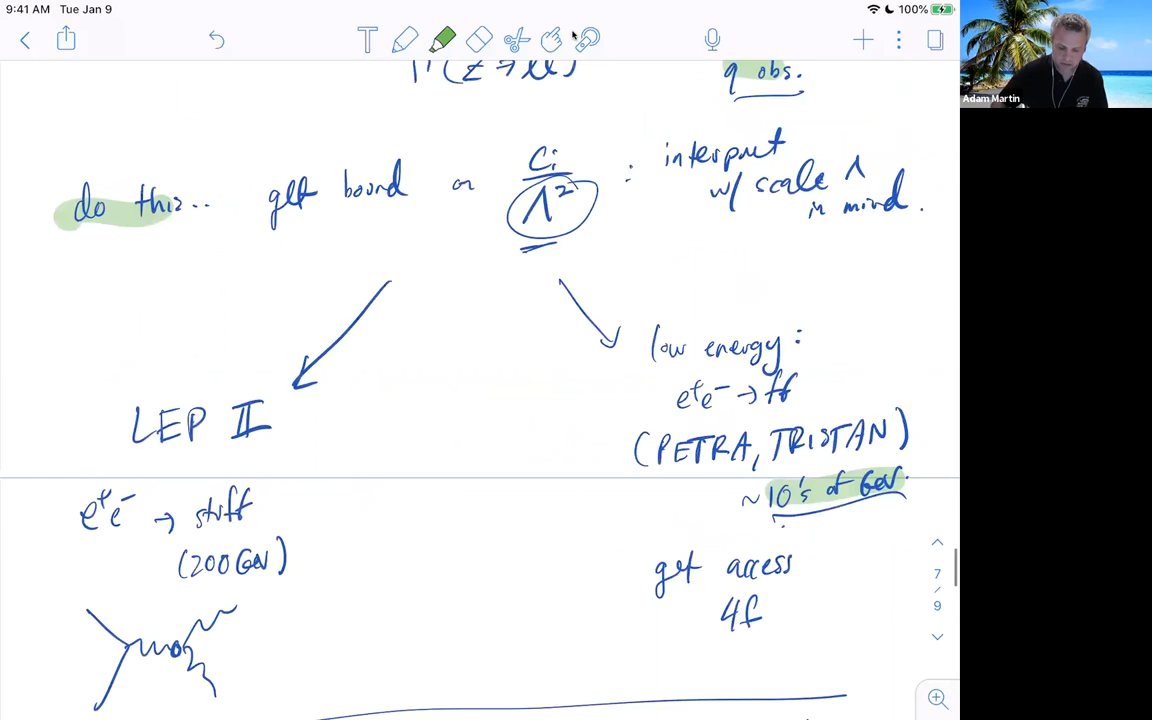 9:41 AM Tue Jan 9
100%
Adam Martin
Γ(Z→ll)
9 obs.
do this.. get bound on Ci/Λ² : interpret
w/ scale Λ
in mind.
low energy:
e⁺e⁻ → ff
LEP II
(PETRA, TRISTAN)
~ 10's of GeV.
e⁺e⁻ → stuff
(200 GeV)
get access
4f
7
/
9